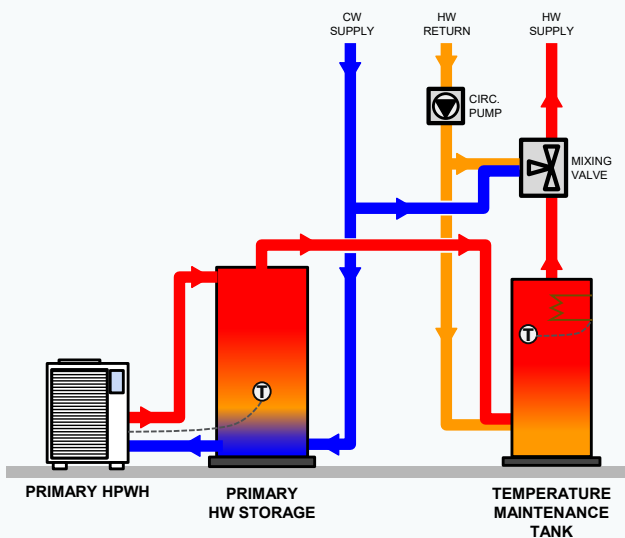 CW
SUPPLY
HW
RETURN
HW
SUPPLY
CIRC.
PUMP
MIXING
VALVE
T
T
PRIMARY HPWH
PRIMARY
HW STORAGE
TEMPERATURE
MAINTENANCE
TANK